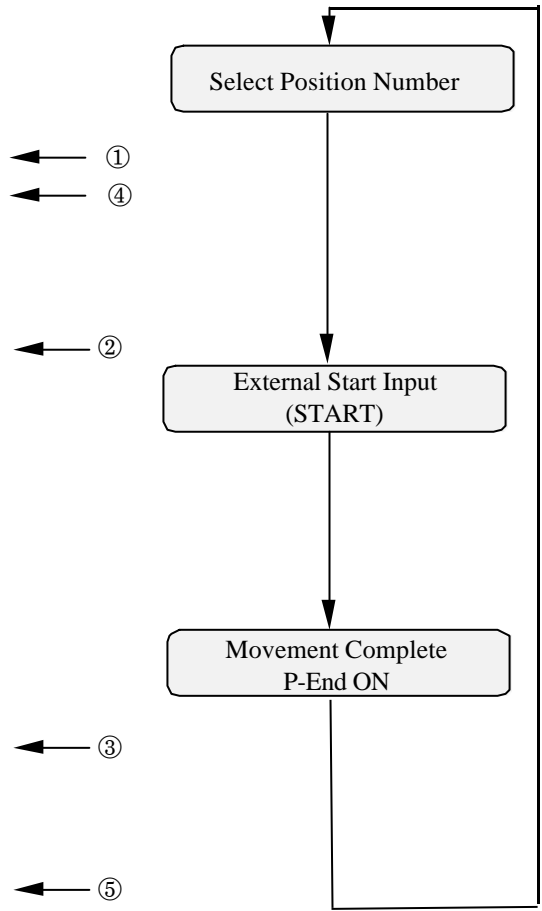 Select Position Number
①
④
②
External Start Input
(START)
Movement Complete
P-End ON
③
⑤